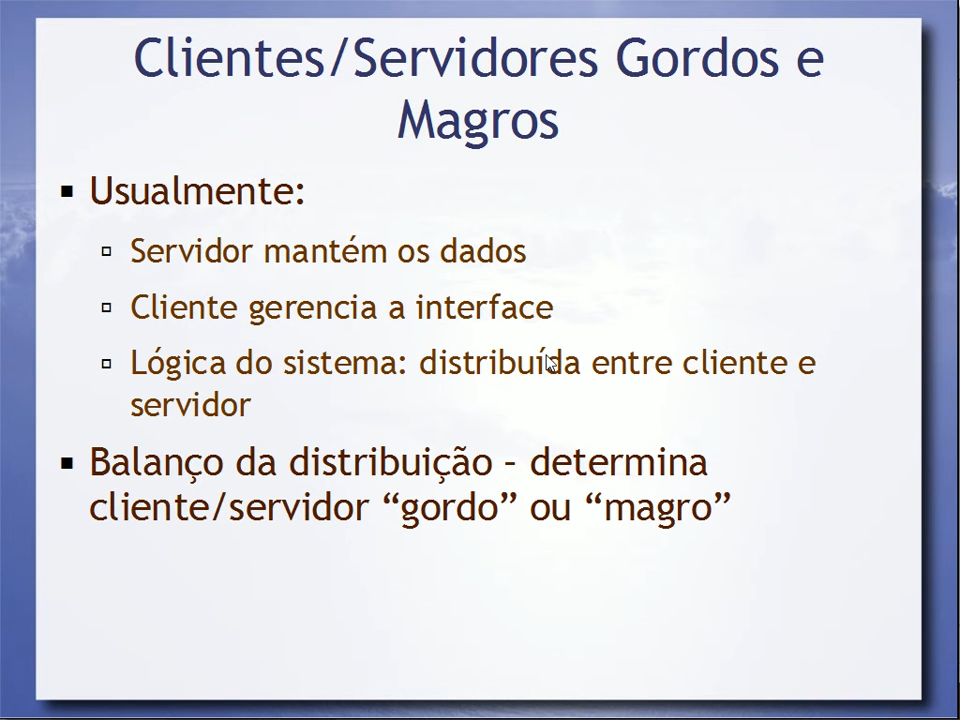 Clientes/Servidores Gordos e
Magros
Usualmente:
Servidor mantém os dados
Cliente gerencia a interface
Lógica do sistema: distribuída entre cliente e
servidor
Balanço da distribuição – determina
cliente/servidor “gordo” ou “magro”